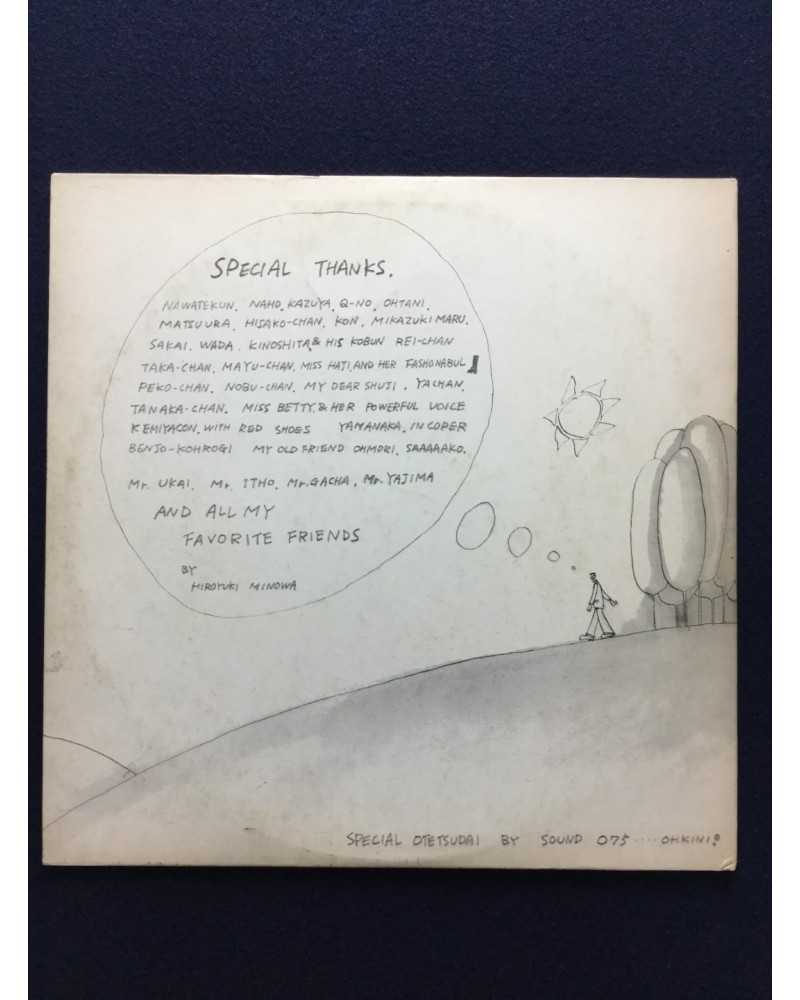 SPECIAL THANKS.
NAWATEKUN. NAHO. KAZUYA. Q-NO. OHTANI.
MATSUURA. HISAKO-CHAN. KON. MIKAZUKIMARU.
SAKAI. WADA. KINOSHITA & HIS KOBUN REI-CHAN
TAKA-CHAN. MAYU-CHAN. MISS HAJI, AND HER FASHONABUL
PEKO-CHAN. NOBU-CHAN. MY DEAR SHUJI. YACHAN.
TANAKA-CHAN. MISS BETTY. & HER POWERFUL VOICE
KEMIYACON. WITH RED SHOES YAMANAKA. IN COPER
BENJO-KOHROGI MY OLD FRIEND OHMORI. SAAAAAKO.
Mr. UKAI. Mr. ITHO. Mr. GACHA. Mr. YAJIMA
AND ALL MY
FAVORITE FRIENDS
BY
HIROYUKI MINOWA
SPECIAL OTETSUDAI BY SOUND 075 ···· OHKINI!